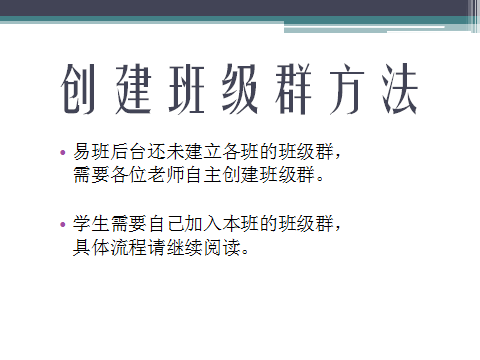 创建班级群方法
• 易班后台还未建立各班的班级群，
需要各位老师自主创建班级群。
• 学生需要自己加入本班的班级群，
具体流程请继续阅读。